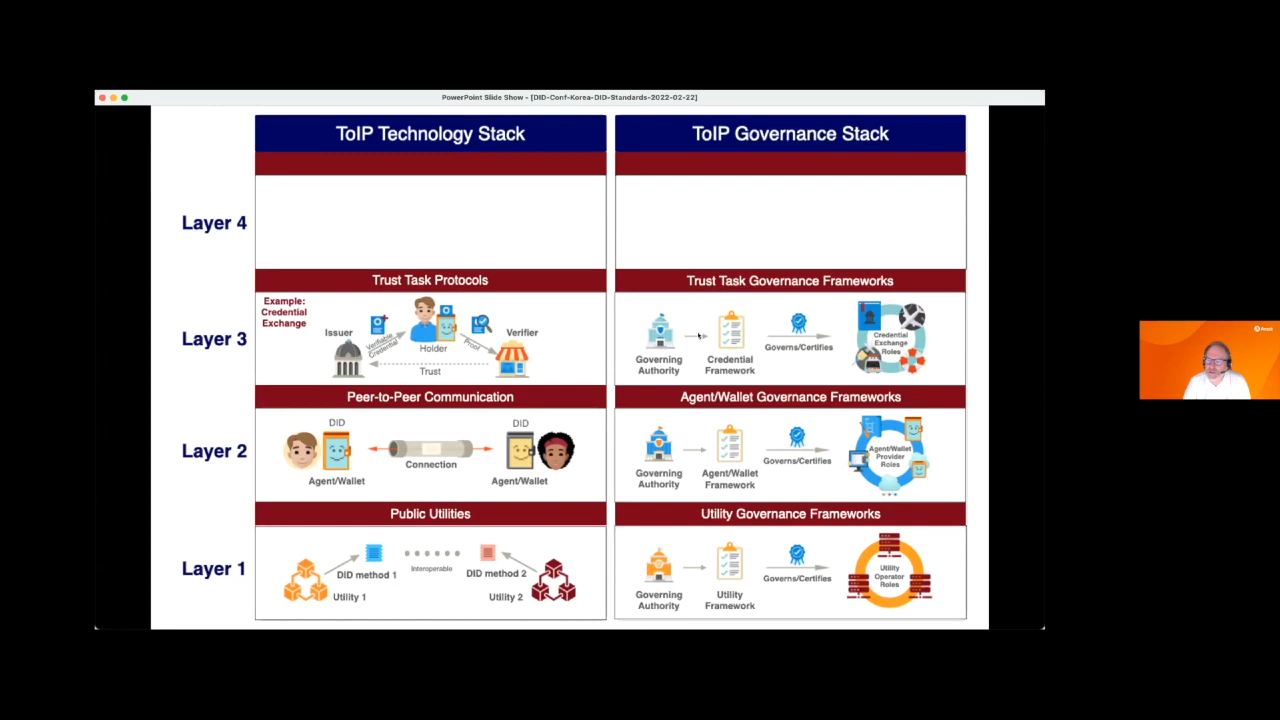 PowerPoint Slide Show - [DID-Conf-Korea-DID-Standards-2022-02-22]
ToIP Technology Stack
ToIP Governance Stack
Layer 4
Trust Task Protocols
Trust Task Governance Frameworks
Layer 3
Example:
Credential
Exchange
Issuer
Verifiable
Credential
Holder
Proof
Verifier
Trust
Governing
Authority
Credential
Framework
Governs/Certifies
Credential
Exchange
Roles
Peer-to-Peer Communication
Agent/Wallet Governance Frameworks
Layer 2
DID
Agent/Wallet
Connection
DID
Agent/Wallet
Governing
Authority
Agent/Wallet
Framework
Governs/Certifies
Agent/Wallet
Provider
Roles
Public Utilities
Utility Governance Frameworks
Layer 1
DID method 1
Utility 1
Interoperable
DID method 2
Utility 2
Governing
Authority
Utility
Framework
Governs/Certifies
Utility
Operator
Roles